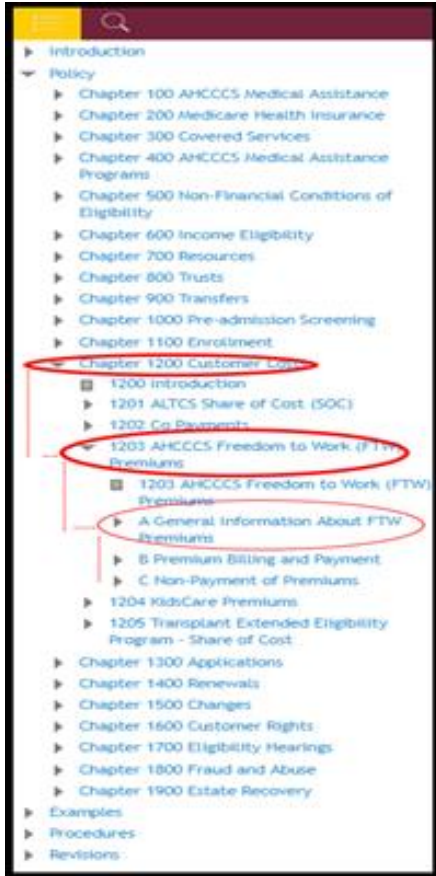 Introduction
Policy
Chapter 100 AHCCCS Medical Assistance
Chapter 200 Medicare Health Insurance
Chapter 300 Covered Services
Chapter 400 AHCCCS Medical Assistance
Programs
Chapter 500 Non-Financial Conditions of
Eligibility
Chapter 600 Income Eligibility
Chapter 700 Resources
Chapter 800 Trusts
Chapter 900 Transfers
Chapter 1000 Pre-admission Screening
Chapter 1100 Enrollment
Chapter 1200 Customer Costs
1200 Introduction
1201 ALTCS Share of Cost (SOC)
1202 Co Payments
1203 AHCCCS Freedom to Work (FTW)
Premiums
1203 AHCCCS Freedom to Work (FTW)
Premiums
A General Information About FTW
Premiums
B Premium Billing and Payment
C Non-Payment of Premiums
1204 KidsCare Premiums
1205 Transplant Extended Eligibility
Program - Share of Cost
Chapter 1300 Applications
Chapter 1400 Renewals
Chapter 1500 Changes
Chapter 1600 Customer Rights
Chapter 1700 Eligibility Hearings
Chapter 1800 Fraud and Abuse
Chapter 1900 Estate Recovery
Examples
Procedures
Revisions